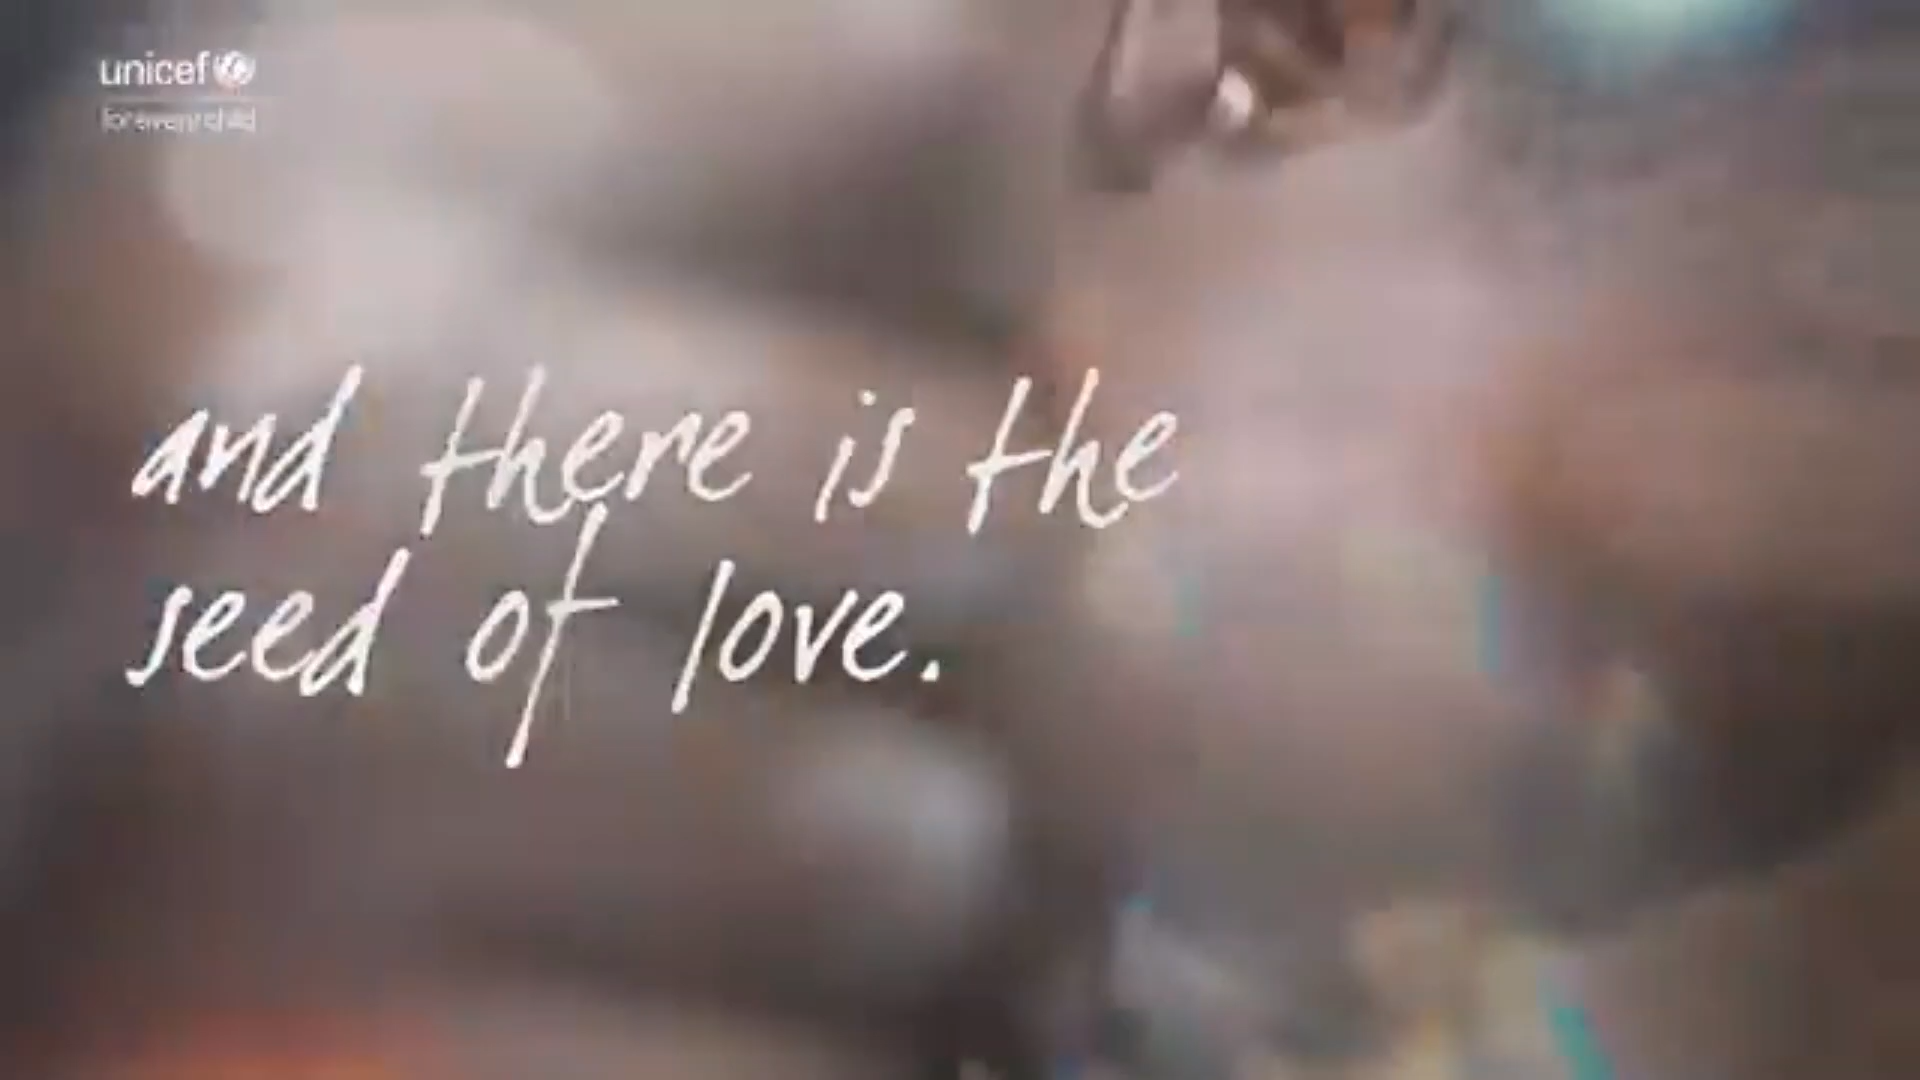 unicef
for every child
and there is the
seed of love.